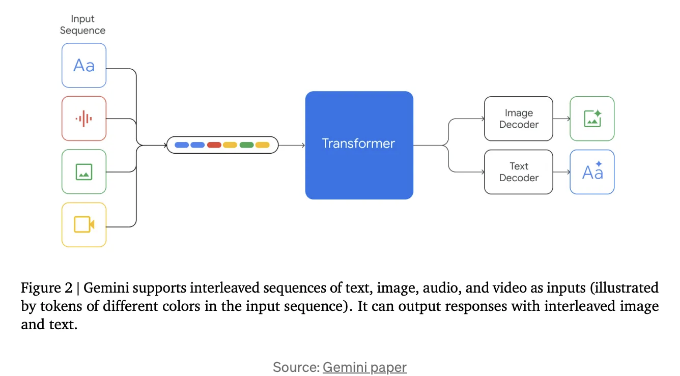 Input
Sequence
Aa
Transformer
Image
Decoder
Text
Decoder
Aa
Figure 2 | Gemini supports interleaved sequences of text, image, audio, and video as inputs (illustrated
by tokens of different colors in the input sequence). It can output responses with interleaved image
and text.
Source: Gemini paper